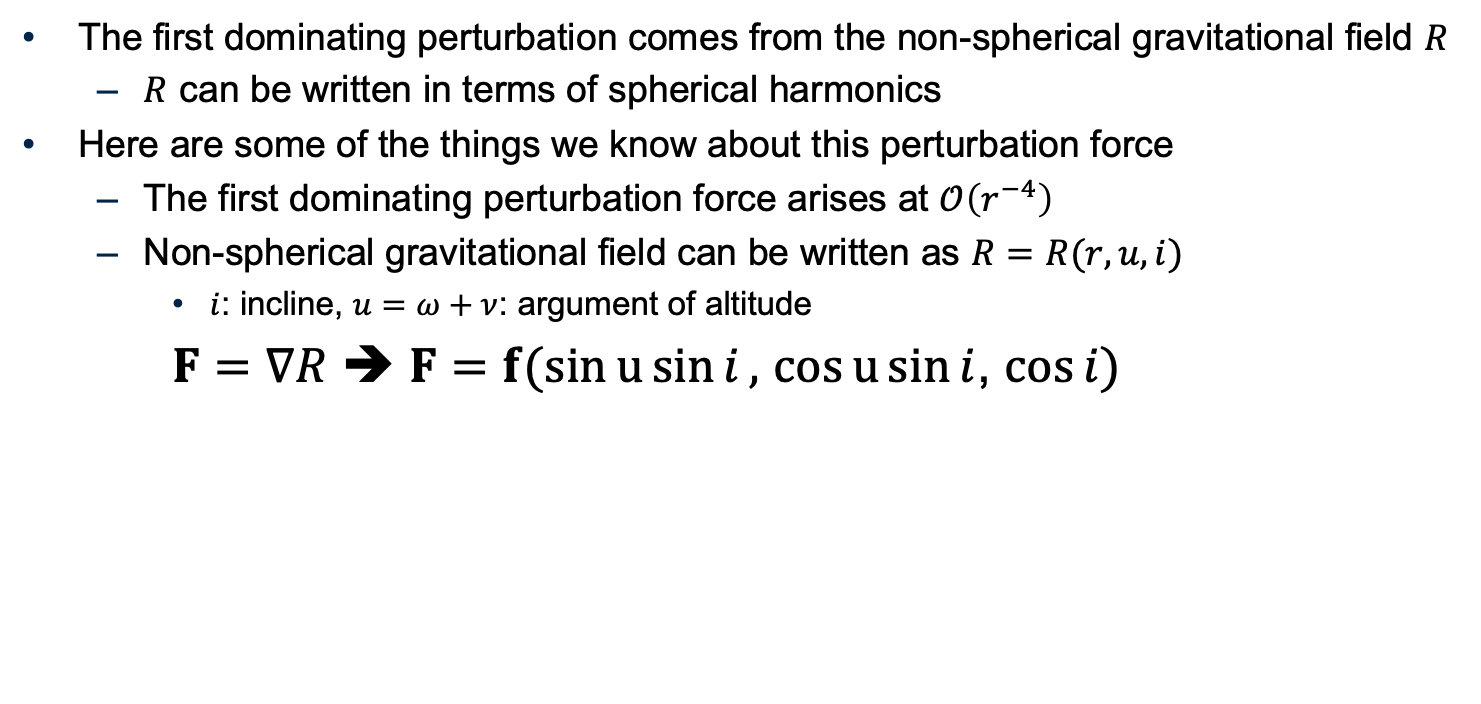 • The first dominating perturbation comes from the non-spherical gravitational field 𝑅
– 𝑅 can be written in terms of spherical harmonics
• Here are some of the things we know about this perturbation force
– The first dominating perturbation force arises at 𝒪(𝑟⁻⁴)
– Non-spherical gravitational field can be written as 𝑅 = 𝑅(𝑟, 𝑢, 𝑖)
• 𝑖: incline, 𝑢 = 𝜔 + 𝜈: argument of altitude
𝐅 = ∇𝑅 ➔ 𝐅 = 𝐟(sin u sin 𝑖 , cos u sin 𝑖, cos 𝑖)